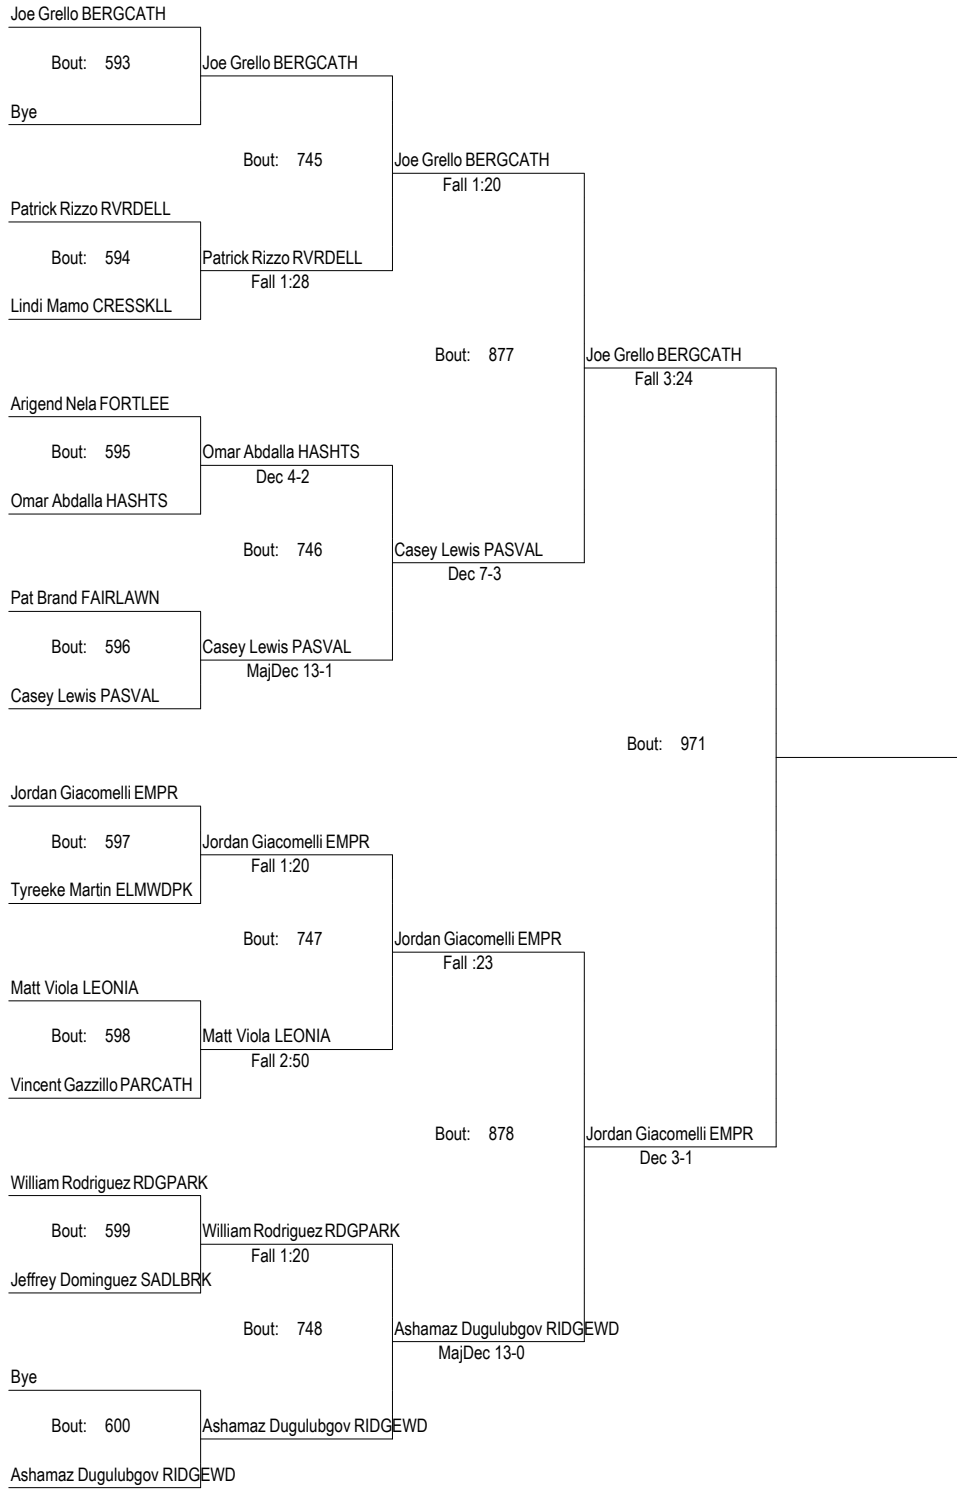 Joe Grello BERGCATH
Bout: 593
Joe Grello BERGCATH
Bye
Bout: 745
Joe Grello BERGCATH
Fall 1:20
Patrick Rizzo RVRDELL
Bout: 594
Patrick Rizzo RVRDELL
Fall 1:28
Lindi Mamo CRESSKLL
Bout: 877
Joe Grello BERGCATH
Fall 3:24
Arigend Nela FORTLEE
Bout: 595
Omar Abdalla HASHTS
Dec 4-2
Omar Abdalla HASHTS
Bout: 746
Casey Lewis PASVAL
Dec 7-3
Pat Brand FAIRLAWN
Bout: 596
Casey Lewis PASVAL
MajDec 13-1
Casey Lewis PASVAL
Bout: 971
Jordan Giacomelli EMPR
Bout: 597
Jordan Giacomelli EMPR
Fall 1:20
Tyreeke Martin ELMWDPK
Bout: 747
Jordan Giacomelli EMPR
Fall :23
Matt Viola LEONIA
Bout: 598
Matt Viola LEONIA
Fall 2:50
Vincent Gazzillo PARCATH
Bout: 878
Jordan Giacomelli EMPR
Dec 3-1
William Rodriguez RDGPARK
Bout: 599
William Rodriguez RDGPARK
Fall 1:20
Jeffrey Dominguez SADLBRK
Bout: 748
Ashamaz Dugulubgov RIDGEWD
MajDec 13-0
Bye
Bout: 600
Ashamaz Dugulubgov RIDGEWD
Ashamaz Dugulubgov RIDGEWD